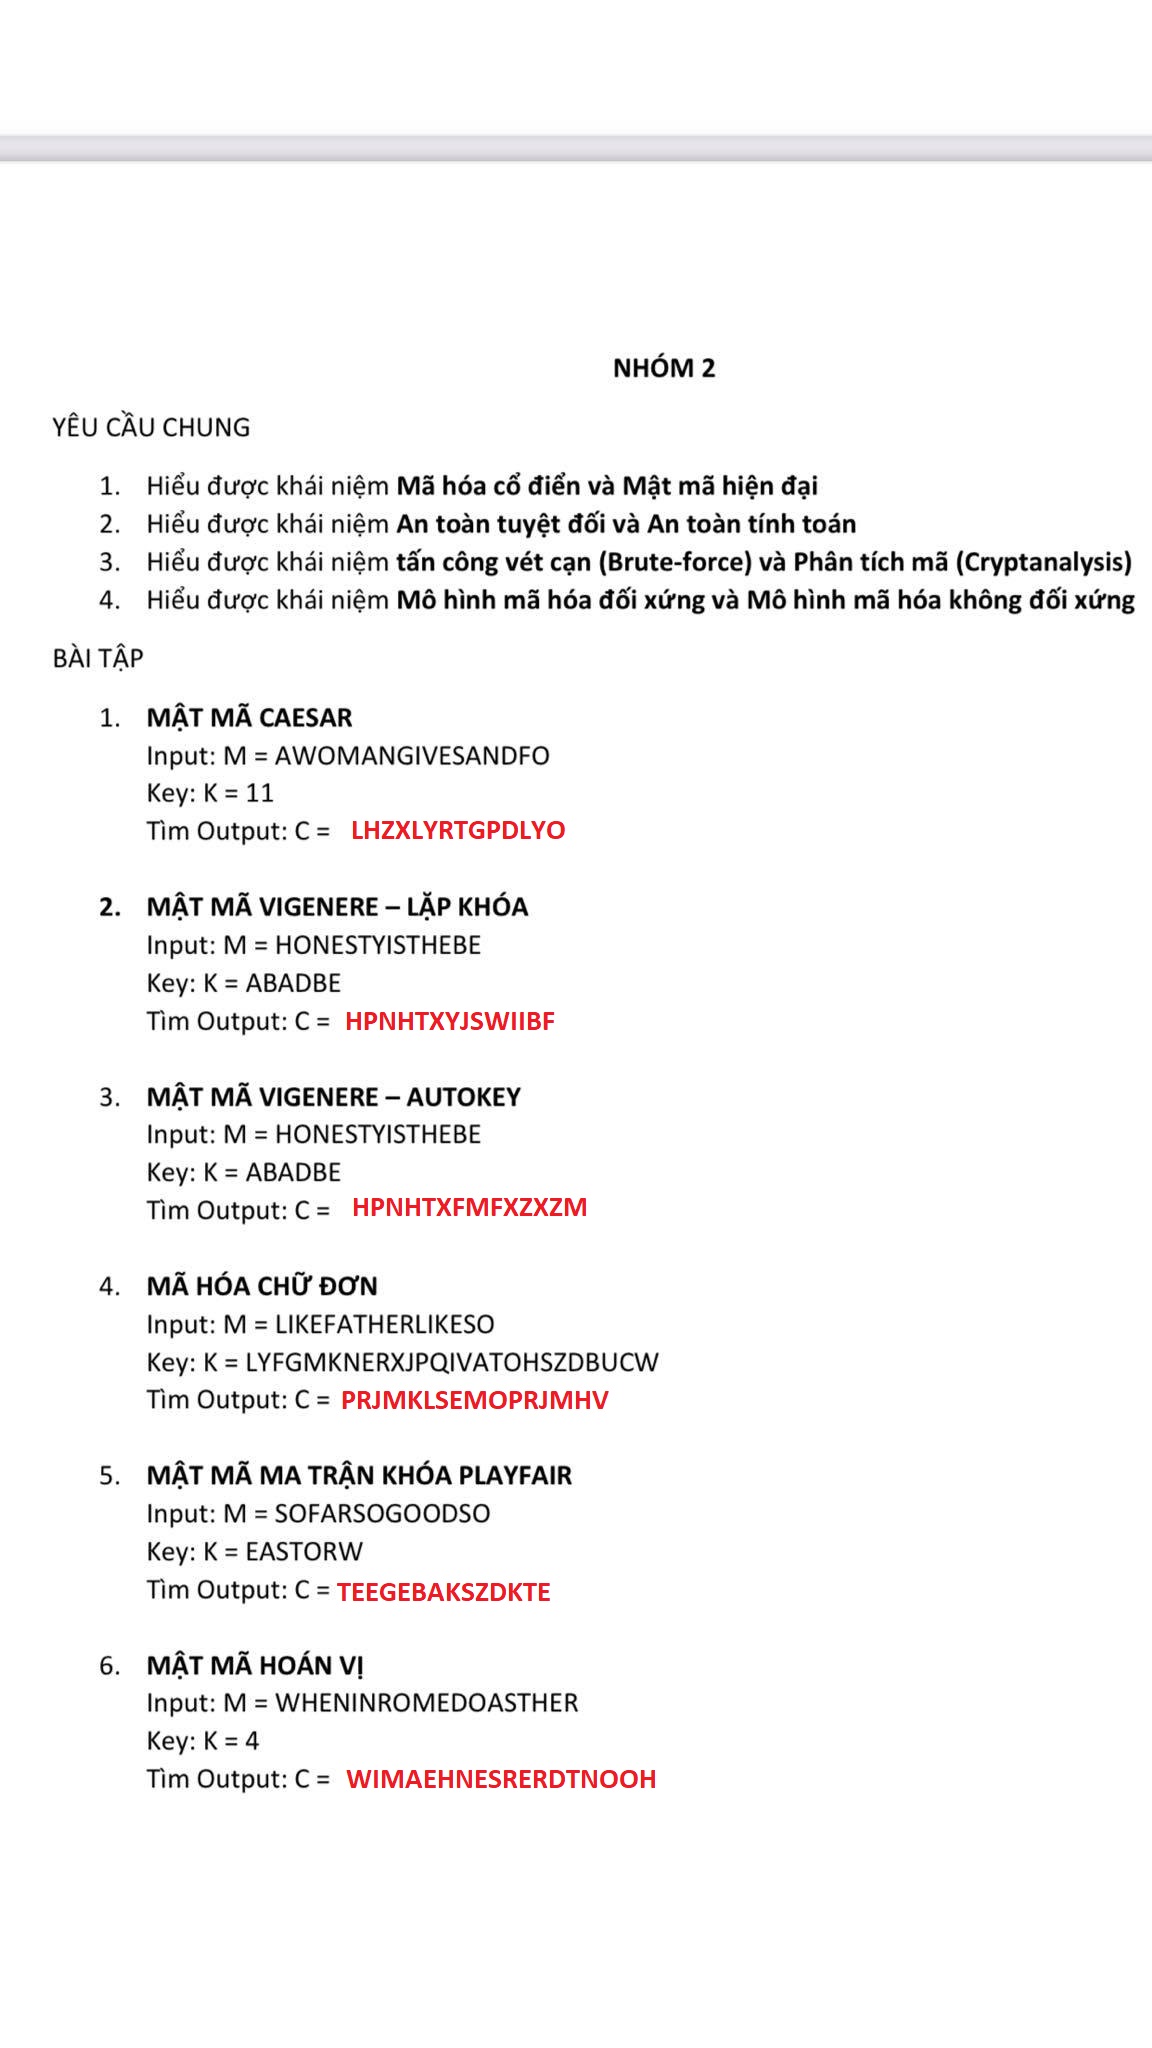 NHÓM 2
YÊU CẦU CHUNG
1. Hiểu được khái niệm Mã hóa cổ điển và Mật mã hiện đại
2. Hiểu được khái niệm An toàn tuyệt đối và An toàn tính toán
3. Hiểu được khái niệm tấn công vét cạn (Brute-force) và Phân tích mã (Cryptanalysis)
4. Hiểu được khái niệm Mô hình mã hóa đối xứng và Mô hình mã hóa không đối xứng
BÀI TẬP
1. MẬT MÃ CAESAR
Input: M = AWOMANGIVESANDFO
Key: K = 11
Tìm Output: C = LHZXLYRTGPDLYO
2. MẬT MÃ VIGENERE – LẶP KHÓA
Input: M = HONESTYISTHEBE
Key: K = ABADBE
Tìm Output: C = HPNHTXYJSWIIBF
3. MẬT MÃ VIGENERE – AUTOKEY
Input: M = HONESTYISTHEBE
Key: K = ABADBE
Tìm Output: C = HPNHTXFMFXZXZM
4. MÃ HÓA CHỮ ĐƠN
Input: M = LIKEFATHERLIKESO
Key: K = LYFGMKNERXJPQIVATOHSZDBUCW
Tìm Output: C = PRJMKLSEMOPRJMHV
5. MẬT MÃ MA TRẬN KHÓA PLAYFAIR
Input: M = SOFARSOGOODSO
Key: K = EASTORW
Tìm Output: C = TEEGEBAKSZDKTE
6. MẬT MÃ HOÁN VỊ
Input: M = WHENINROMEDOASTHER
Key: K = 4
Tìm Output: C = WIMAEHNESRERDTNOOH